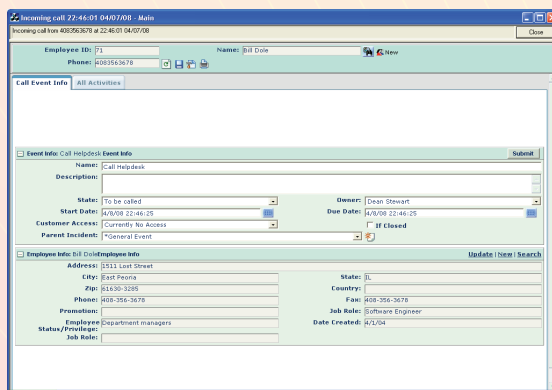 Incoming call 22:46:01 04/07/08 - Main
Incoming call from 4083563678 at 22:46:01 04/07/08 Close
Employee ID: 71 Name: Bill Dole New
Phone: 4083563678
Call Event Info All Activities
Event Info: Call Helpdesk Event Info Submit
Name: Call Helpdesk
Description:
State: To be called Owner: Dean Stewart
Start Date: 4/8/08 22:46:25 Due Date: 4/8/08 22:46:25
Customer Access: Currently No Access If Closed
Parent Incident: *General Event
Employee Info: Bill DoleEmployee Info Update | New | Search
Address: 1511 Lost Street
City: East Peoria State: IL
Zip: 61630-3285 Country:
Phone: 408-356-3678 Fax: 408-356-3678
Promotion: Job Role: Software Engineer
Employee Status/Privilege: Department managers Date Created: 4/1/04
Job Role: